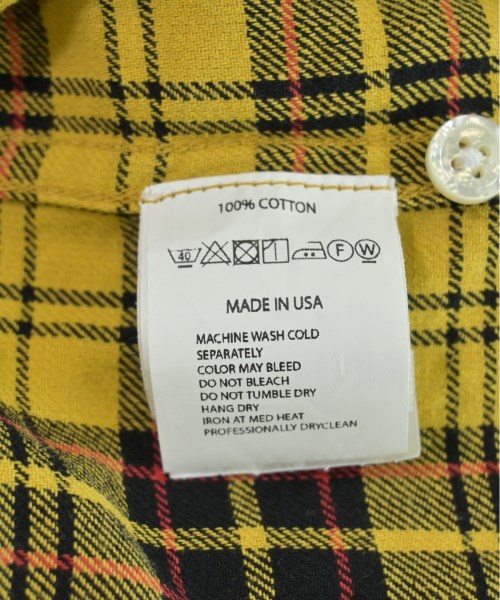 100% COTTON
40 F W
MADE IN USA
MACHINE WASH COLD
SEPARATELY
COLOR MAY BLEED
DO NOT BLEACH
DO NOT TUMBLE DRY
HANG DRY
IRON AT MED HEAT
PROFESSIONALLY DRYCLEAN